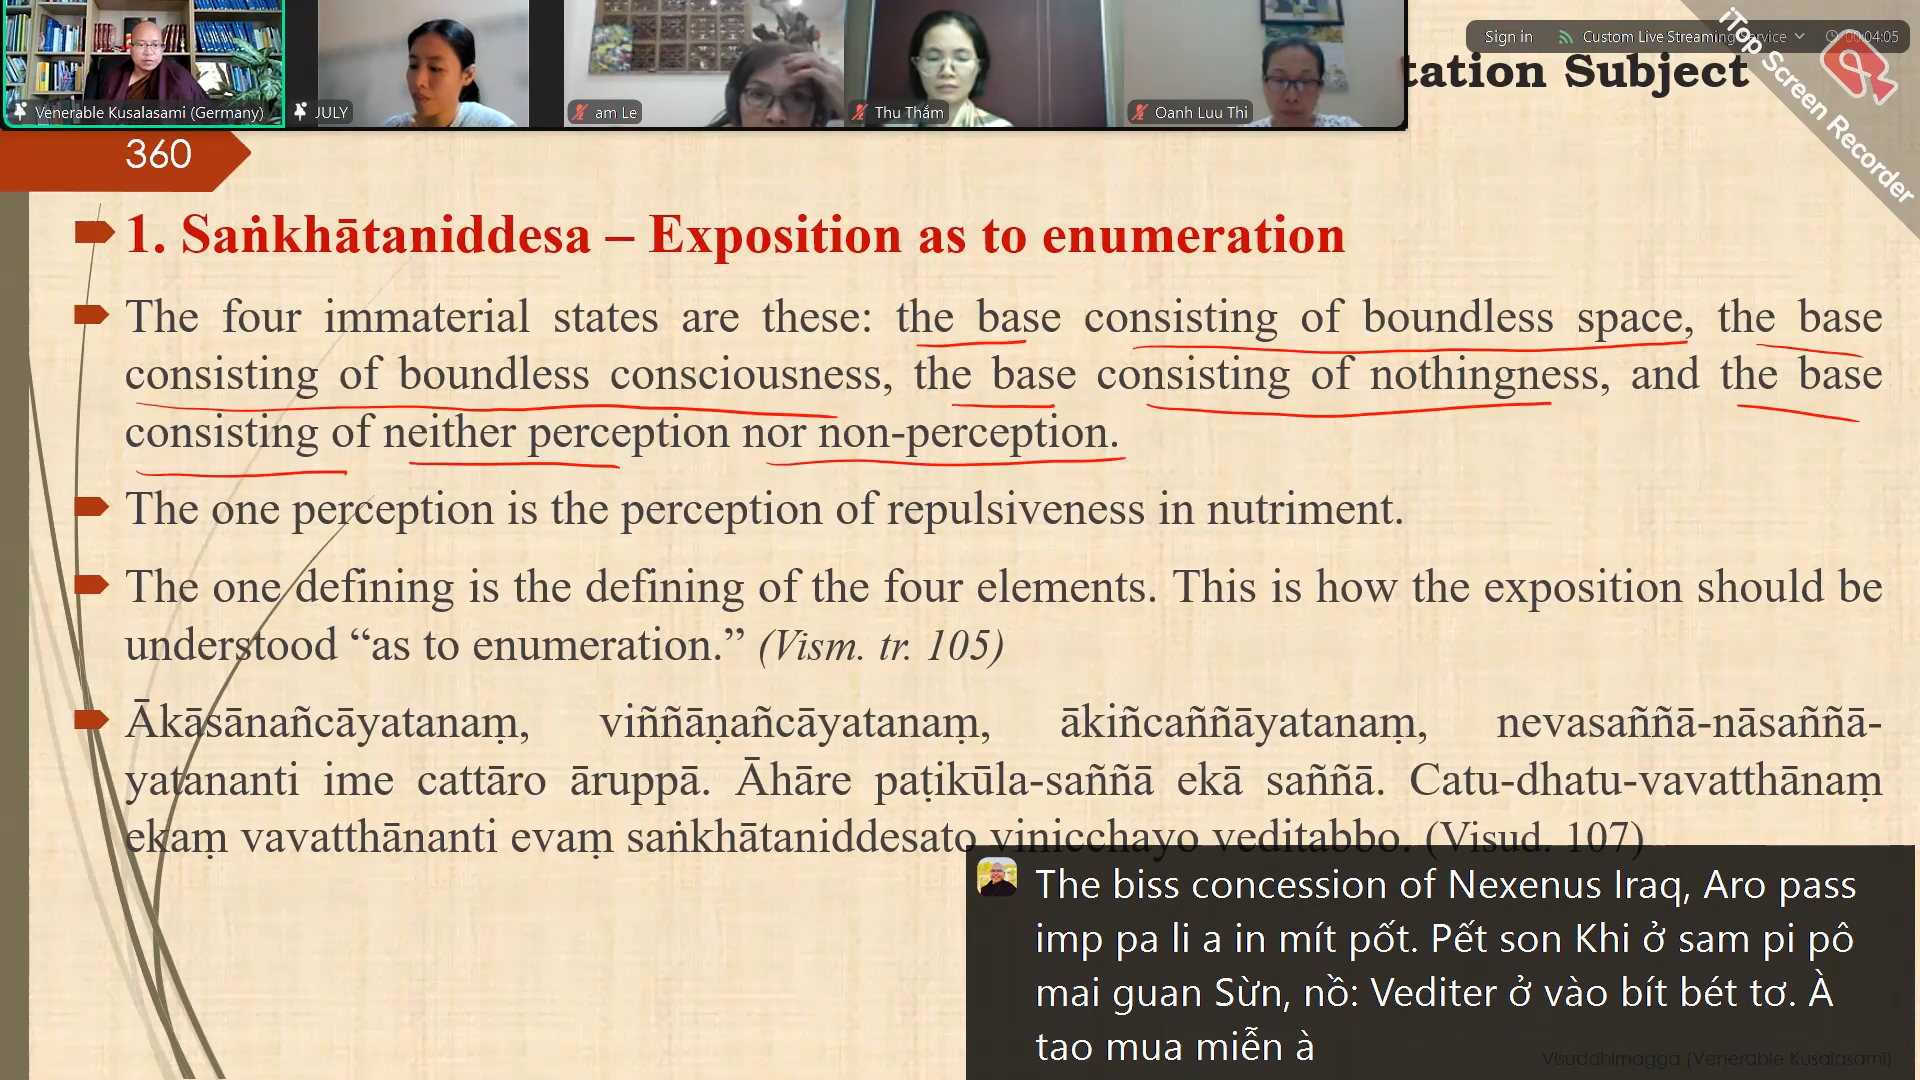 Venerable Kusalasami (Germany)
JULY
am Le
Thu Thắm
Oanh Luu Thi
Sign in
Custom Live Streaming Service
00:04:05
iTop Screen Recorder
tation Subject
360
1. Saṅkhātaniddesa – Exposition as to enumeration
The four immaterial states are these: the base consisting of boundless space, the base
consisting of boundless consciousness, the base consisting of nothingness, and the base
consisting of neither perception nor non-perception.
The one perception is the perception of repulsiveness in nutriment.
The one defining is the defining of the four elements. This is how the exposition should be
understood “as to enumeration.” (Vism. tr. 105)
Ākāsānañcāyatanaṃ, viññāṇañcāyatanaṃ, ākiñcaññāyatanaṃ, nevasaññā-nāsaññā-
yatananti ime cattāro āruppā. Āhāre paṭikūla-saññā ekā saññā. Catu-dhatu-vavatthānaṃ
ekaṃ vavatthānanti evaṃ saṅkhātaniddesato vinicchayo veditabbo. (Visud. 107)
The biss concession of Nexenus Iraq, Aro pass
imp pa li a in mít pốt. Pết son Khi ở sam pi pô
mai guan Sừn, nồ: Vediter ở vào bít bét tơ. À
tao mua miễn à
Visuddhimagga (Venerable Kusalasami)